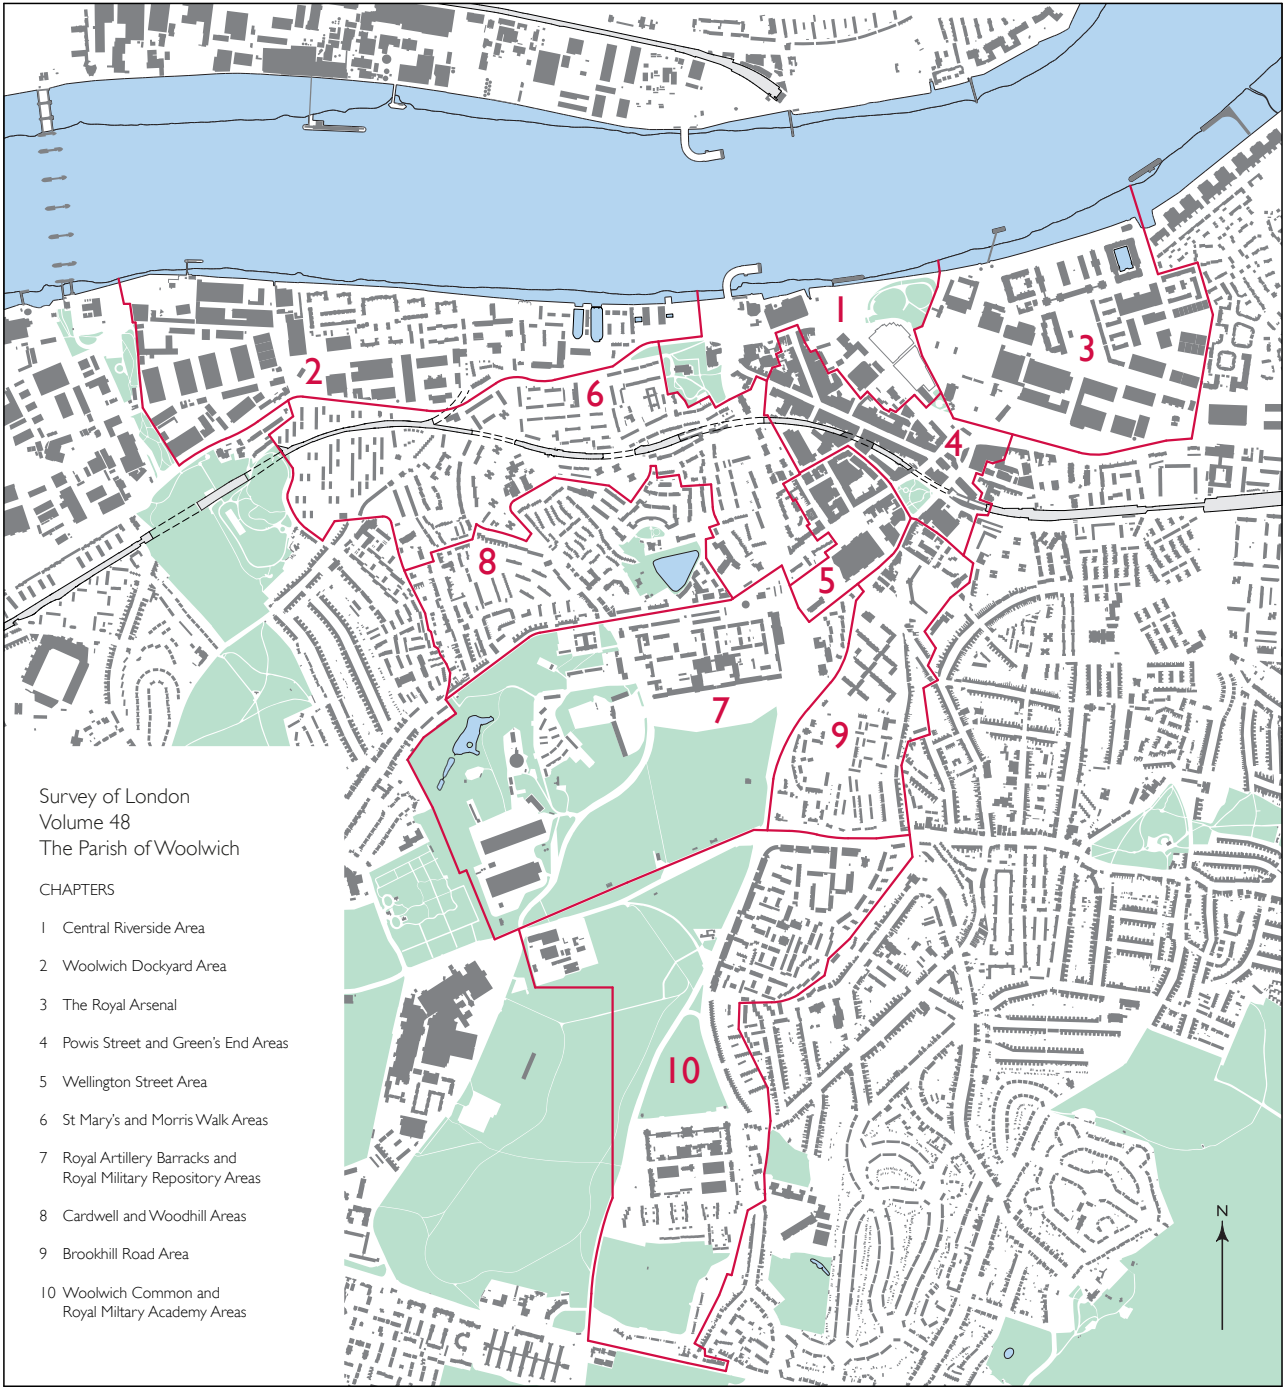 Survey of London
Volume 48
The Parish of Woolwich
CHAPTERS
1 Central Riverside Area
2 Woolwich Dockyard Area
3 The Royal Arsenal
4 Powis Street and Green's End Areas
5 Wellington Street Area
6 St Mary's and Morris Walk Areas
7 Royal Artillery Barracks and
Royal Military Repository Areas
8 Cardwell and Woodhill Areas
9 Brookhill Road Area
10 Woolwich Common and
Royal Miltary Academy Areas
1
2
3
6
4
8
5
7
9
10
N